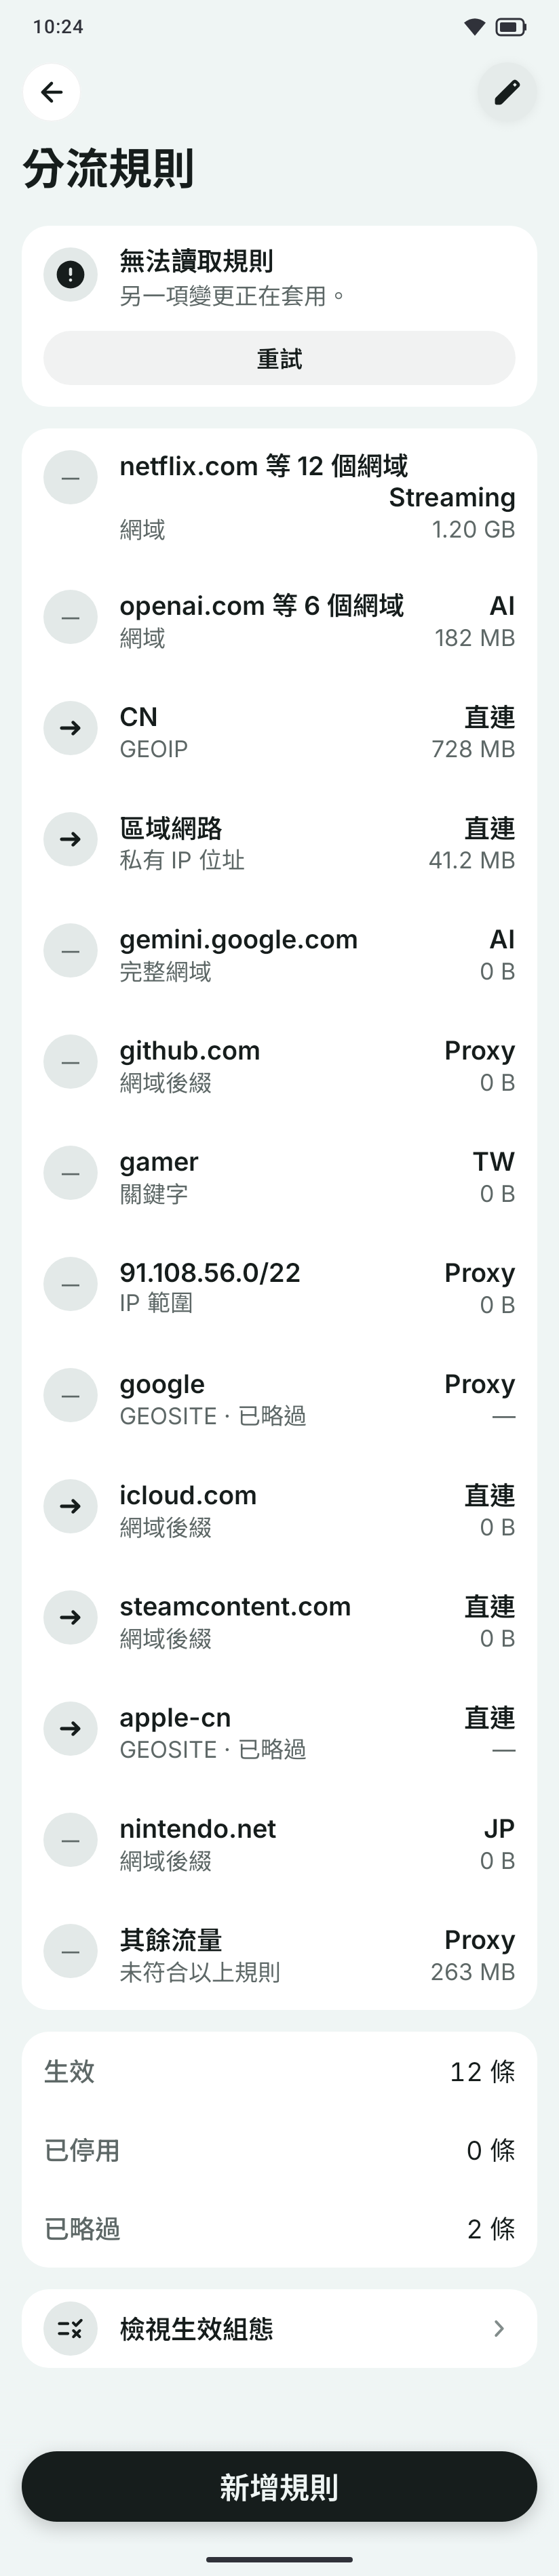 10:24
分流規則
無法讀取規則
另一項變更正在套用。
重試
netflix.com 等 12 個網域
Streaming
網域 1.20 GB
openai.com 等 6 個網域 AI
網域 182 MB
CN 直連
GEOIP 728 MB
區域網路 直連
私有 IP 位址 41.2 MB
gemini.google.com AI
完整網域 0 B
github.com Proxy
網域後綴 0 B
gamer TW
關鍵字 0 B
91.108.56.0/22 Proxy
IP 範圍 0 B
google Proxy
GEOSITE · 已略過 —
icloud.com 直連
網域後綴 0 B
steamcontent.com 直連
網域後綴 0 B
apple-cn 直連
GEOSITE · 已略過 —
nintendo.net JP
網域後綴 0 B
其餘流量 Proxy
未符合以上規則 263 MB
生效 12 條
已停用 0 條
已略過 2 條
檢視生效組態
新增規則